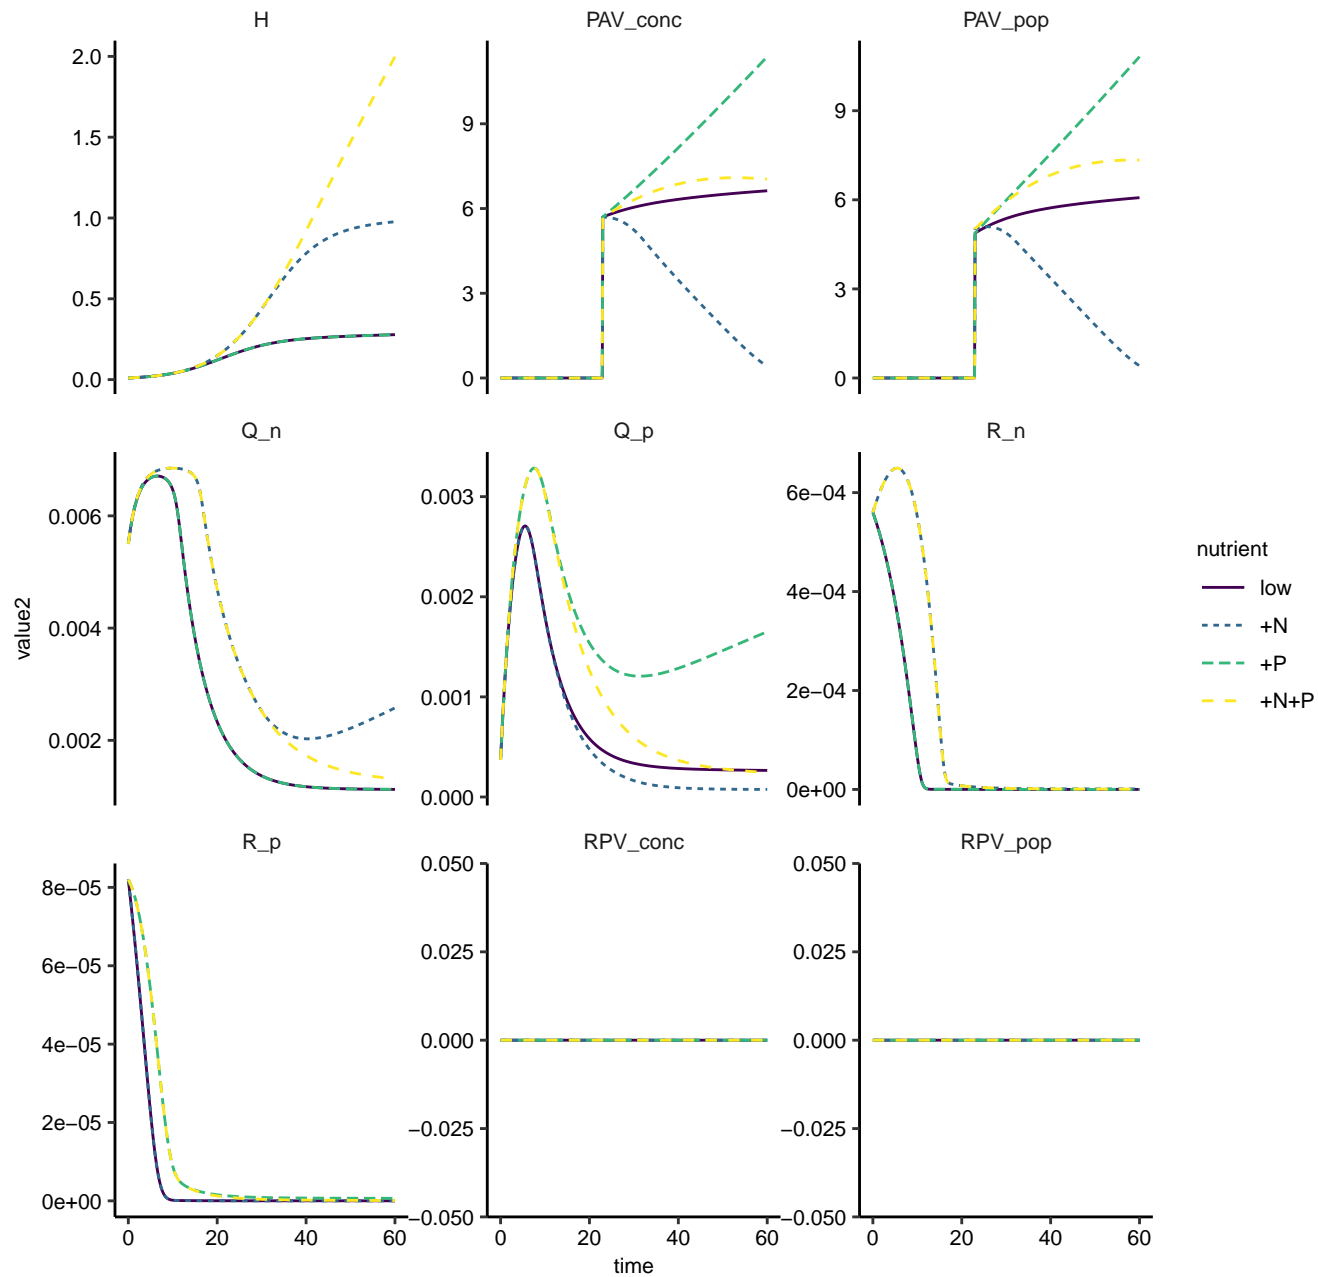 H PAV_conc PAV_pop
2.0
1.5
1.0
0.5
0.0
9
6
3
0
9
6
3
0
Q_n Q_p R_n
0.006
0.004
0.002
0.003
0.002
0.001
0.000
6e−04
4e−04
2e−04
0e+00
R_p RPV_conc RPV_pop
8e−05
6e−05
4e−05
2e−05
0e+00
0.050
0.025
0.000
−0.025
−0.050
0.050
0.025
0.000
−0.025
−0.050
0 20 40 60
0 20 40 60
0 20 40 60
time
value2
nutrient
low
+N
+P
+N+P